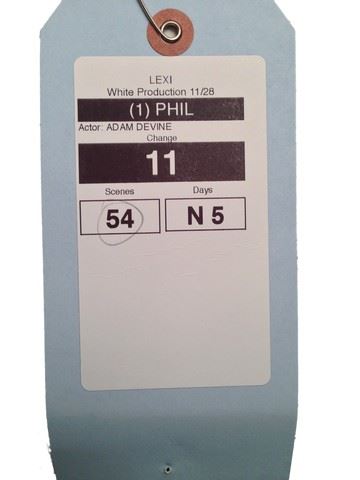 LEXI
White Production 11/28
(1) PHIL
Actor: ADAM DEVINE
Change
11
Scenes Days
54 N 5